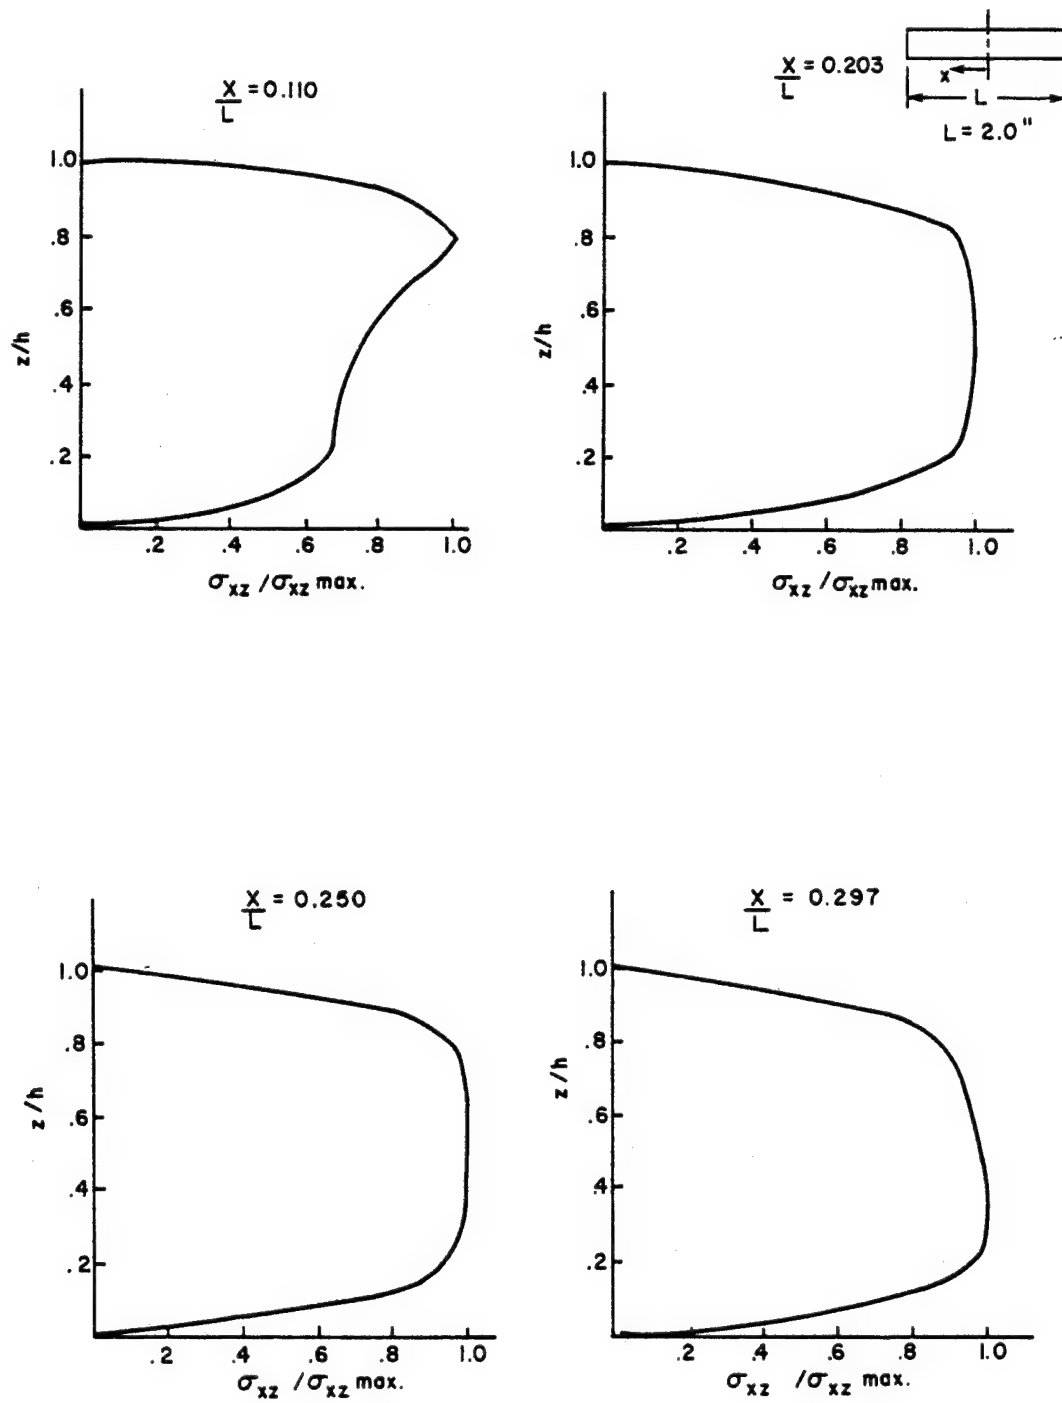 X/L = 0.110
1.0
.8
.6
.4
.2
z/h
.2 .4 .6 .8 1.0
σxz /σxz max.
X/L = 0.203
x
L
L = 2.0"
1.0
.8
.6
.4
.2
z/h
.2 .4 .6 .8 1.0
σxz /σxz max.
X/L = 0.250
1.0
.8
.6
.4
.2
z/h
.2 .4 .6 .8 1.0
σxz /σxz max.
X/L = 0.297
1.0
.8
.6
.4
.2
z/h
.2 .4 .6 .8 1.0
σxz /σxz max.